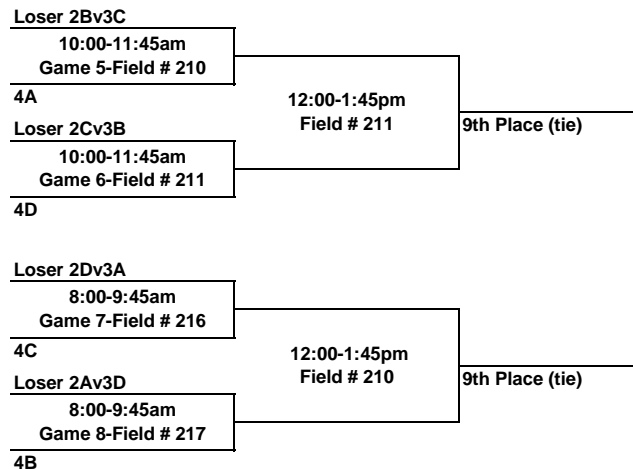 Loser 2Bv3C
10:00-11:45am
Game 5-Field # 210
4A
12:00-1:45pm
Field # 211
9th Place (tie)
Loser 2Cv3B
10:00-11:45am
Game 6-Field # 211
4D
Loser 2Dv3A
8:00-9:45am
Game 7-Field # 216
4C
12:00-1:45pm
Field # 210
9th Place (tie)
Loser 2Av3D
8:00-9:45am
Game 8-Field # 217
4B